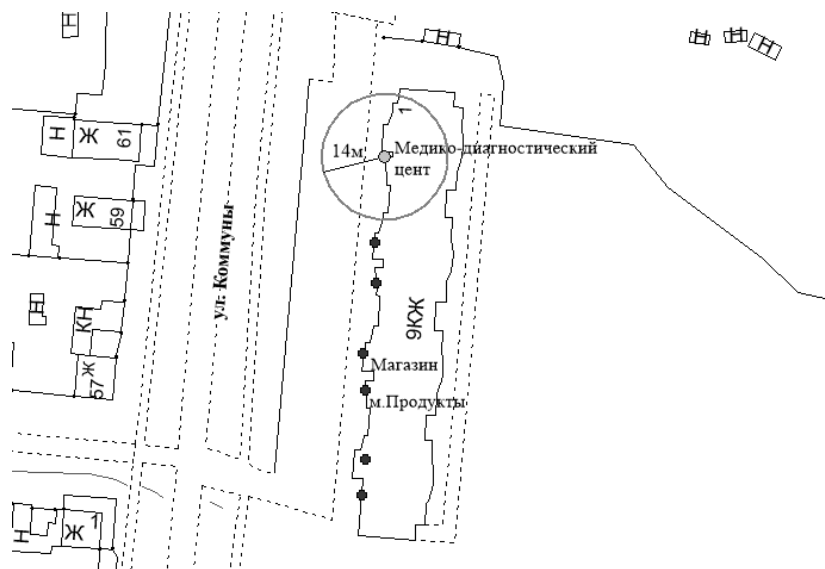 Н
Н
Н
Н
Н
1
Н
Ж
61
14м
Медико-диагностический
цент
Н
Ж
59
ул. Коммуны
Н
КН
9КЖ
Ж
57
Магазин
м.Продукты
Н
Ж
1